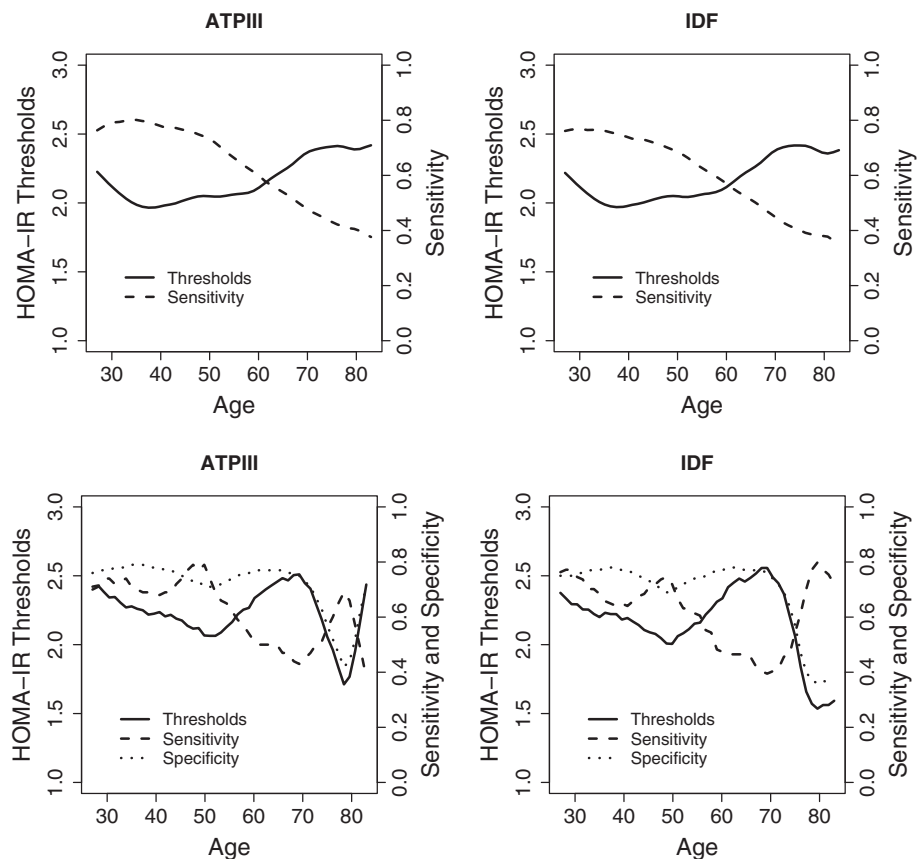 ATPIII
HOMA−IR Thresholds
1.0 1.5 2.0 2.5 3.0
0.0 0.2 0.4 0.6 0.8 1.0
Sensitivity
Thresholds
Sensitivity
30 40 50 60 70 80
Age
IDF
HOMA−IR Thresholds
1.0 1.5 2.0 2.5 3.0
0.0 0.2 0.4 0.6 0.8 1.0
Sensitivity
Thresholds
Sensitivity
30 40 50 60 70 80
Age
ATPIII
HOMA−IR Thresholds
1.0 1.5 2.0 2.5 3.0
0.0 0.2 0.4 0.6 0.8 1.0
Sensitivity and Specificity
Thresholds
Sensitivity
Specificity
30 40 50 60 70 80
Age
IDF
HOMA−IR Thresholds
1.0 1.5 2.0 2.5 3.0
0.0 0.2 0.4 0.6 0.8 1.0
Sensitivity and Specificity
Thresholds
Sensitivity
Specificity
30 40 50 60 70 80
Age